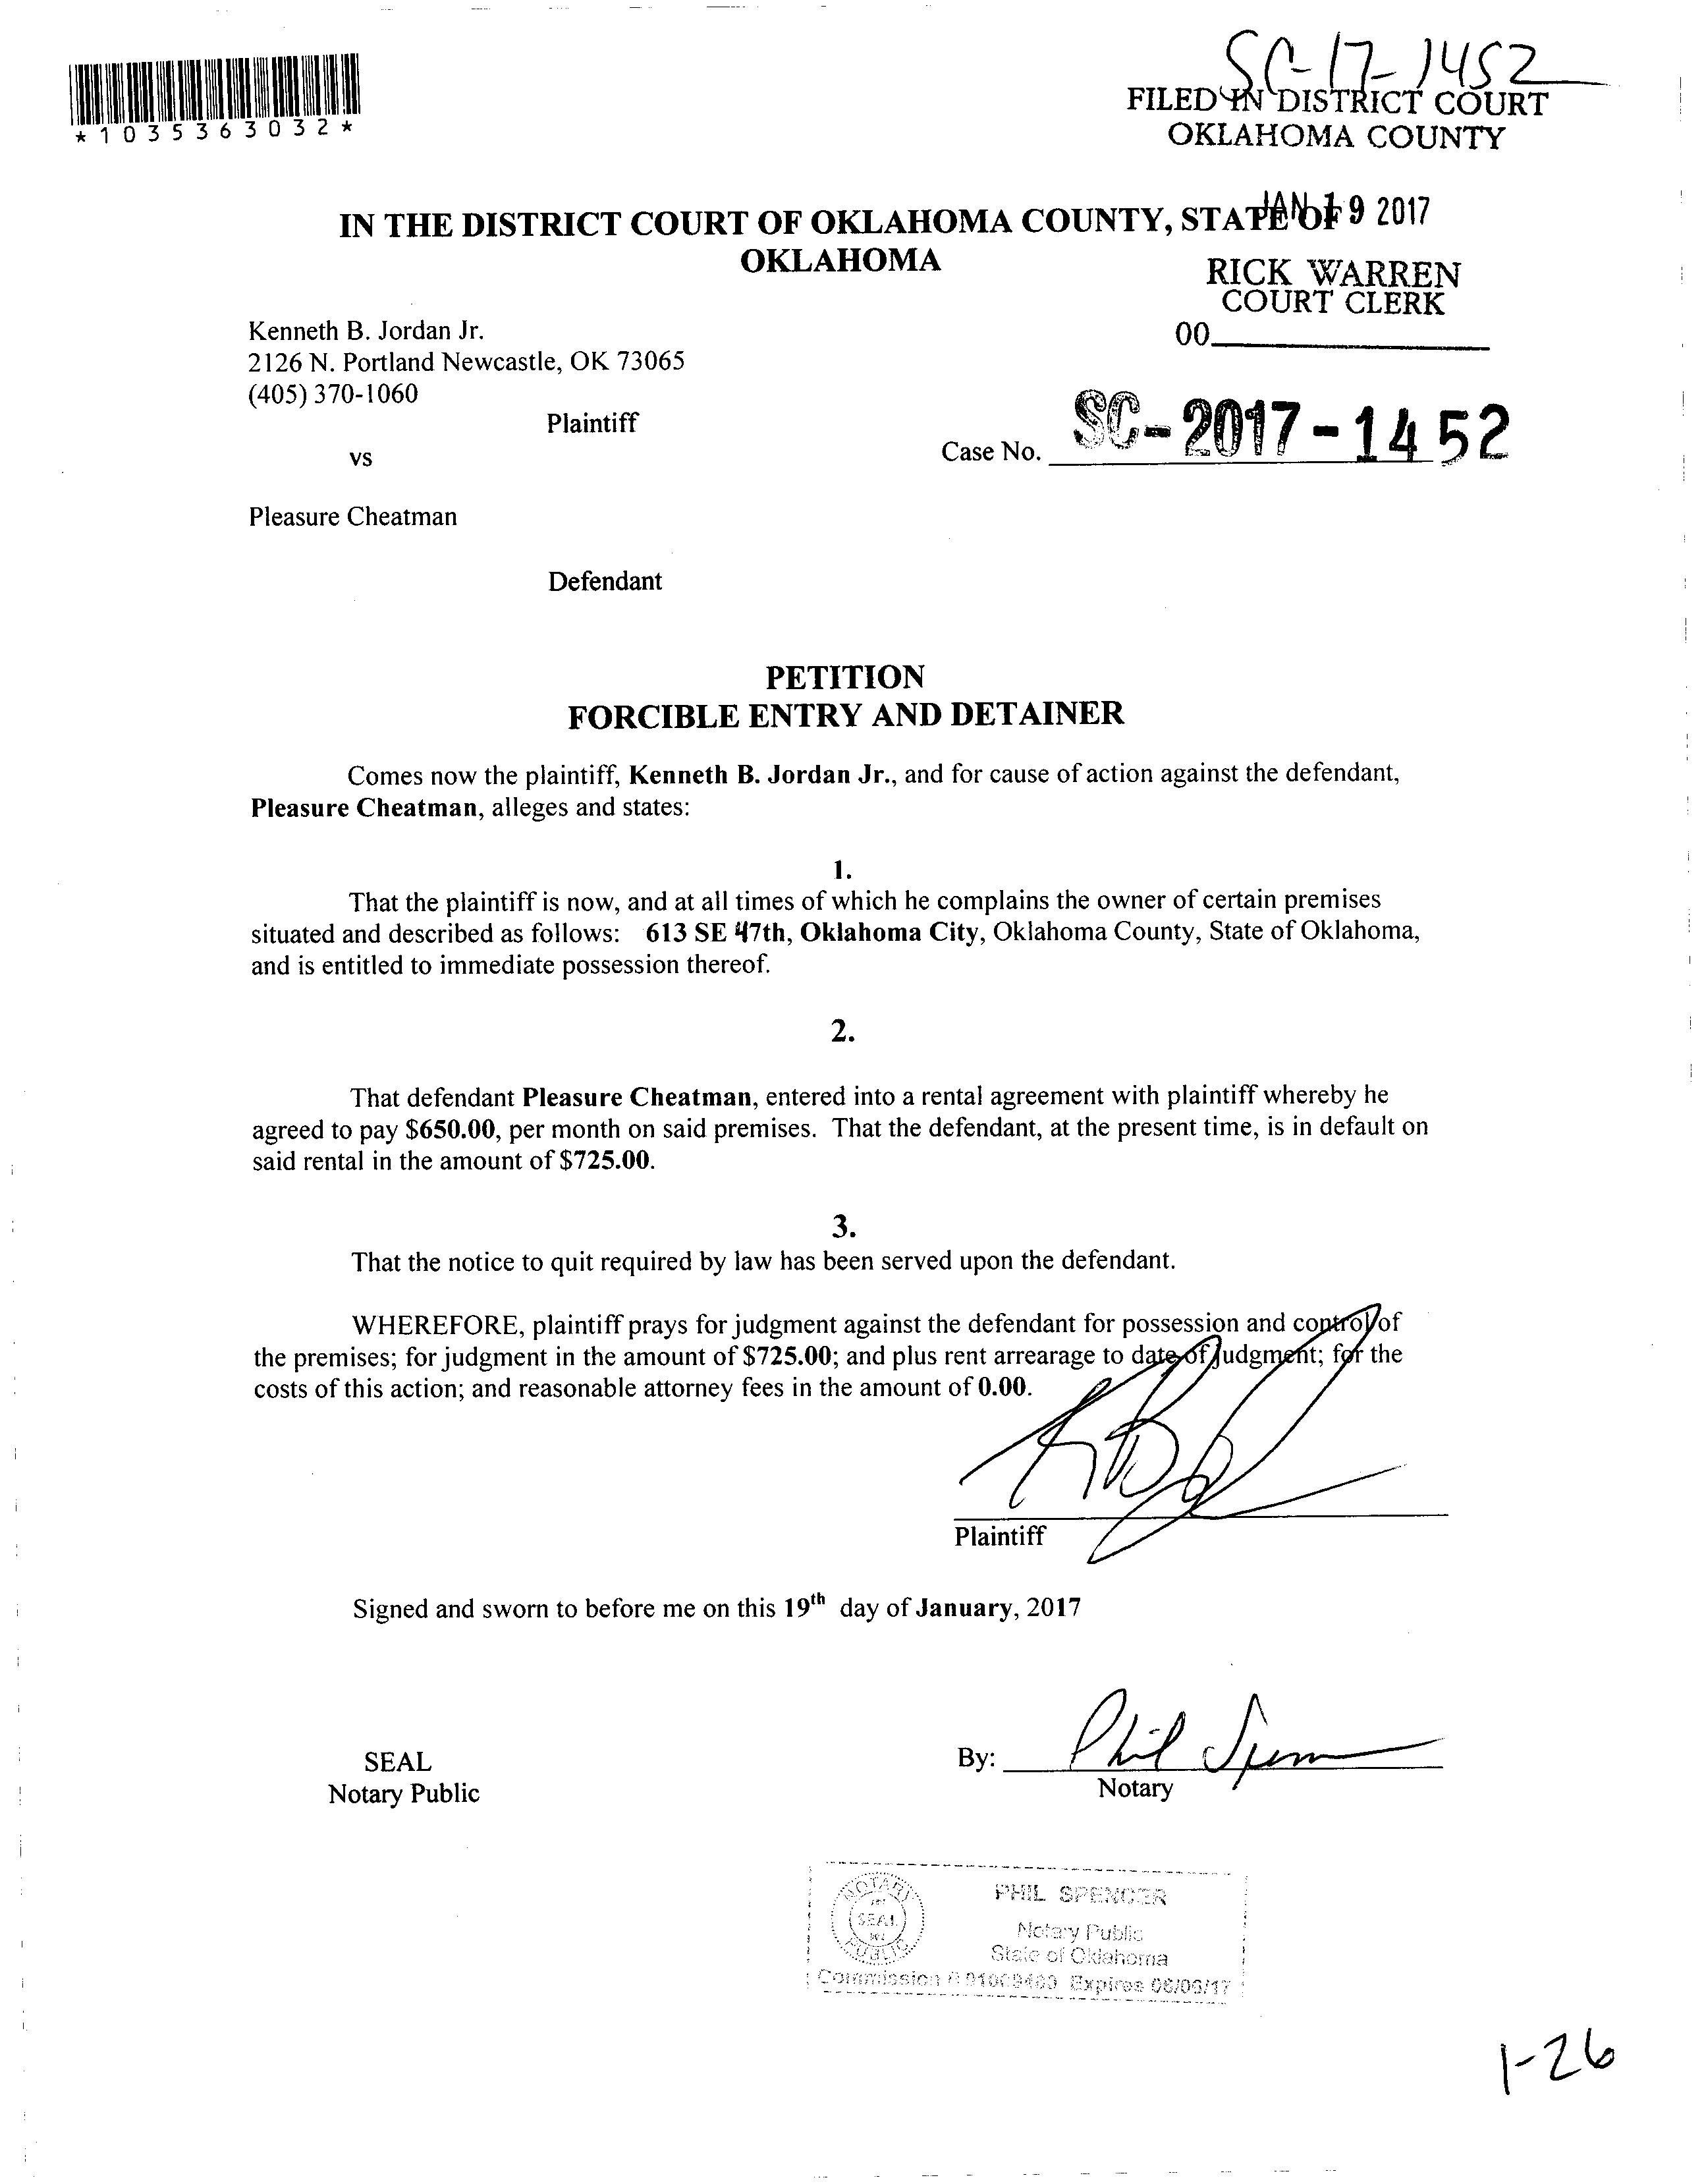 SC-17-1452
*1035363032*
FILED IN DISTRICT COURT
OKLAHOMA COUNTY
JAN 19 2017
IN THE DISTRICT COURT OF OKLAHOMA COUNTY, STATE OF
OKLAHOMA
RICK WARREN
COURT CLERK
00
Kenneth B. Jordan Jr.
2126 N. Portland Newcastle, OK 73065
(405) 370-1060
Plaintiff
vs
Case No. SC-2017-1452
Pleasure Cheatman
Defendant
PETITION
FORCIBLE ENTRY AND DETAINER
Comes now the plaintiff, Kenneth B. Jordan Jr., and for cause of action against the defendant,
Pleasure Cheatman, alleges and states:
1.
That the plaintiff is now, and at all times of which he complains the owner of certain premises
situated and described as follows: 613 SE 47th, Oklahoma City, Oklahoma County, State of Oklahoma,
and is entitled to immediate possession thereof.
2.
That defendant Pleasure Cheatman, entered into a rental agreement with plaintiff whereby he
agreed to pay $650.00, per month on said premises. That the defendant, at the present time, is in default on
said rental in the amount of $725.00.
3.
That the notice to quit required by law has been served upon the defendant.
WHEREFORE, plaintiff prays for judgment against the defendant for possession and control of
the premises; for judgment in the amount of $725.00; and plus rent arrearage to date of judgment; for the
costs of this action; and reasonable attorney fees in the amount of 0.00.
Plaintiff
Signed and sworn to before me on this 19th day of January, 2017
SEAL
Notary Public
By: Phil Spencer
Notary
NOTARY
SEAL
PUBLIC
PHIL SPENCER
Notary Public
State of Oklahoma
Commission # Expires 06/09/17
1-26